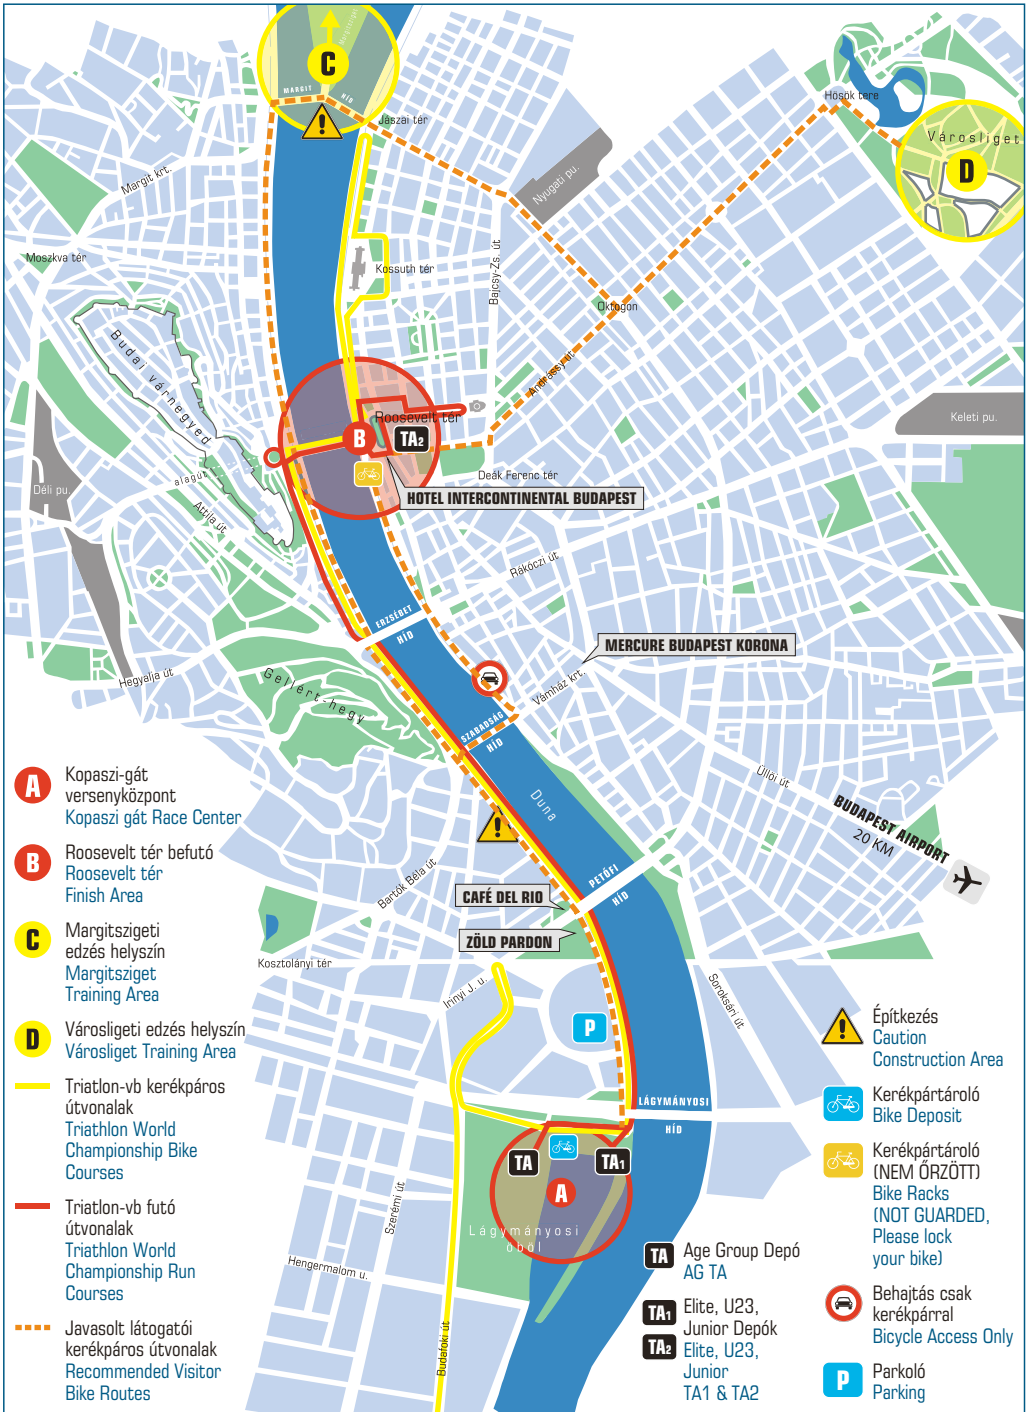 Margitsziget
C
MARGIT
HÍD
Jászai tér
Hősök tere
Városliget
D
Margit krt.
Nyugati pu.
Moszkva tér
Kossuth tér
Bajcsy-Zs. út
Oktogon
Budai várnegyed
Andrássy út
Keleti pu.
Roosevelt tér
B
TA2
Deák Ferenc tér
alagút
Déli pu.
HOTEL INTERCONTINENTAL BUDAPEST
Attila út
Rákóczi út
ERZSÉBET
HÍD
MERCURE BUDAPEST KORONA
Hegyalja út
Gellért-hegy
Vámház krt.
SZABADSÁG
HÍD
Üllői út
Duna
BUDAPEST AIRPORT
20 KM
PETŐFI
HÍD
Bartók Béla út
CAFÉ DEL RIO
ZÖLD PARDON
Kosztolányi tér
Irinyi J. u.
Soroksári út
P
LÁGYMÁNYOSI
HÍD
TA
TA1
A
Lágymányosi
öböl
Szerémi út
Hengermalom u.
Budafoki út
A
Kopaszi-gát
versenyközpont
Kopaszi gát Race Center
B
Roosevelt tér befutó
Roosevelt tér
Finish Area
C
Margitszigeti
edzés helyszín
Margitsziget
Training Area
D
Városligeti edzés helyszín
Városliget Training Area
Triatlon-vb kerékpáros
útvonalak
Triathlon World
Championship Bike
Courses
Triatlon-vb futó
útvonalak
Triathlon World
Championship Run
Courses
Javasolt látogatói
kerékpáros útvonalak
Recommended Visitor
Bike Routes
TA
Age Group Depó
AG TA
TA1
TA2
Elite, U23,
Junior Depók
Elite, U23,
Junior
TA1 & TA2
Építkezés
Caution
Construction Area
Kerékpártároló
Bike Deposit
Kerékpártároló
(NEM ŐRZÖTT)
Bike Racks
(NOT GUARDED,
Please lock
your bike)
Behajtás csak
kerékpárral
Bicycle Access Only
P
Parkoló
Parking